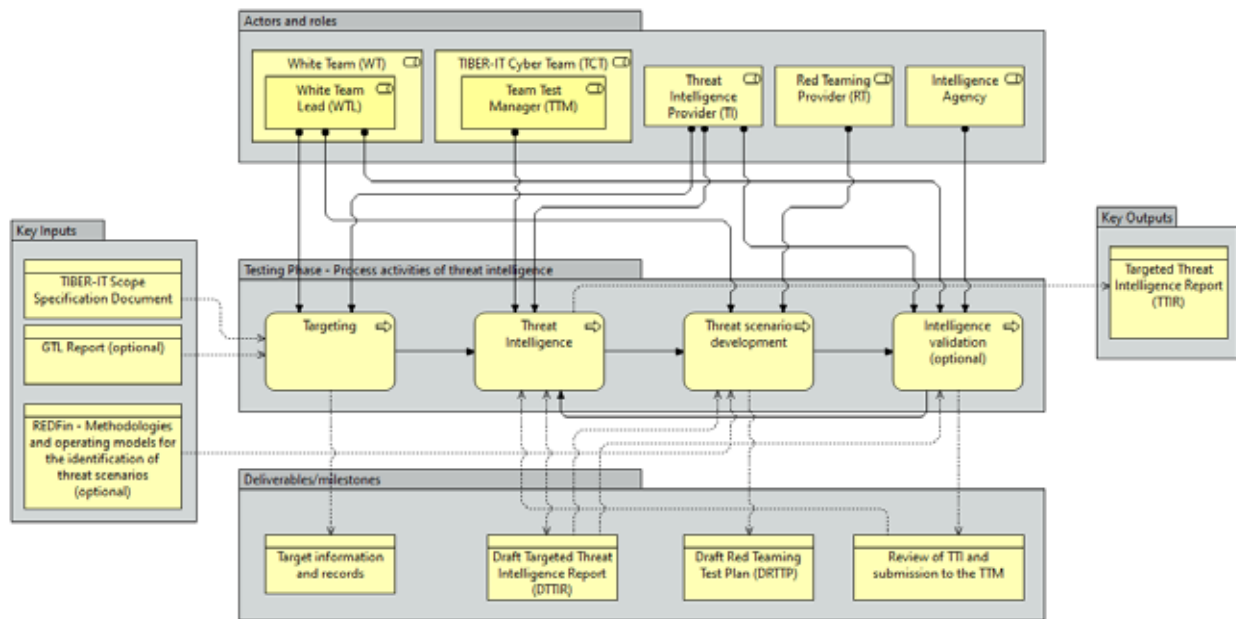 Actors and roles
White Team (WT)
White Team
Lead (WTL)
TIBER-IT Cyber Team (TCT)
Team Test
Manager (TTM)
Threat
Intelligence
Provider (TI)
Red Teaming
Provider (RT)
Intelligence
Agency
Key Inputs
TIBER-IT Scope
Specification Document
GTL Report (optional)
REDFin - Methodologies
and operating models for
the identification of
threat scenarios
(optional)
Testing Phase - Process activities of threat intelligence
Targeting
Threat
Intelligence
Threat scenario
development
Intelligence
validation
(optional)
Key Outputs
Targeted Threat
Intelligence Report
(TTIR)
Deliverables/milestones
Target information
and records
Draft Targeted Threat
Intelligence Report
(DTTIR)
Draft Red Teaming
Test Plan (DRTTP)
Review of TTI and
submission to the TTM